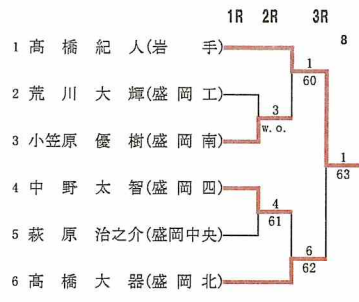 1R 2R 3R
8
1 髙橋紀人(岩手)
2 荒川大輝(盛岡工)
3 小笠原優樹(盛岡南)
4 中野太智(盛岡四)
5 萩原治之介(盛岡中央)
6 髙橋大器(盛岡北)
1
60
3
w.o.
1
63
4
61
6
62